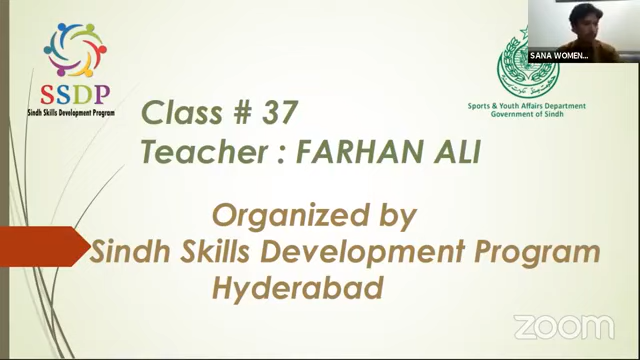 SSDP
Sindh Skills Development Program
SANA WOMEN...
Sports & Youth Affairs Department
Government of Sindh
Class # 37
Teacher : FARHAN ALI
Organized by
Sindh Skills Development Program
Hyderabad
zoom